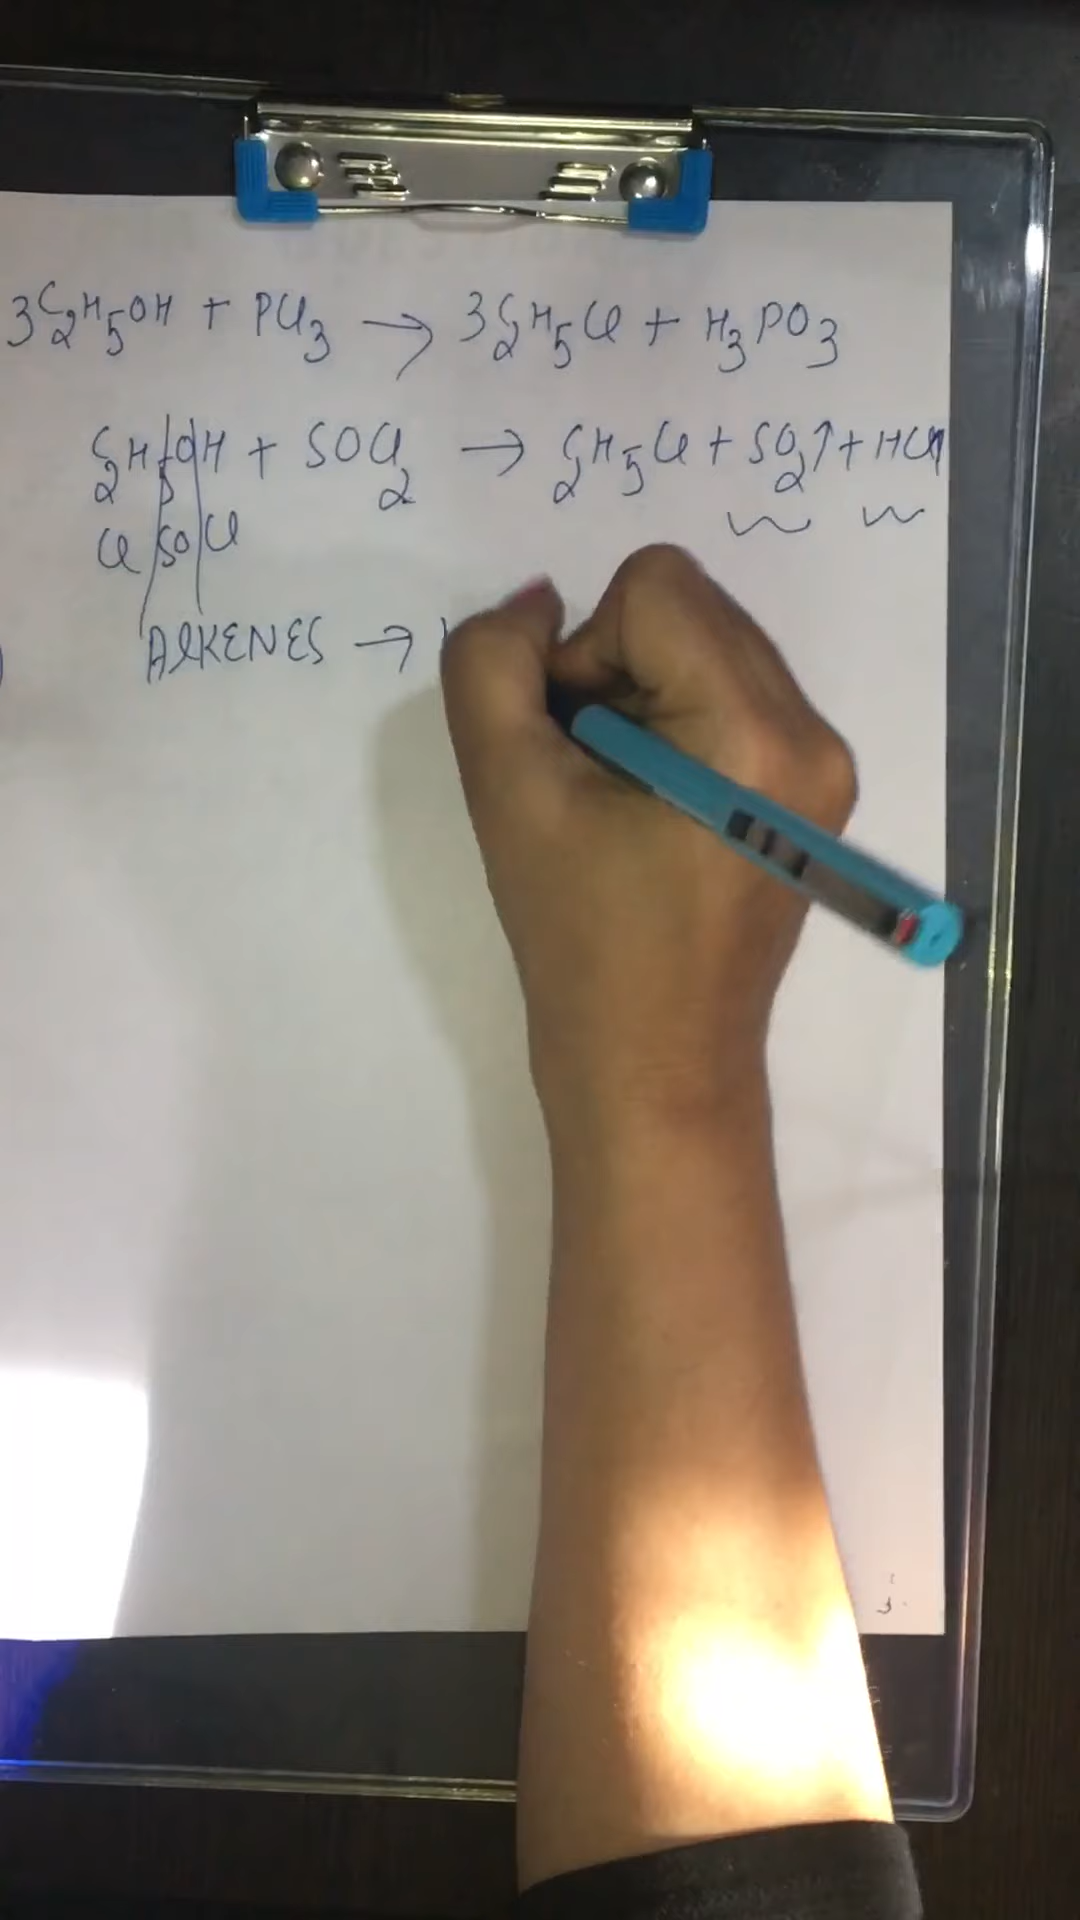 3C2H5OH + PCl3 → 3C2H5Cl + H3PO3
C2H5OH + SOCl2 → C2H5Cl + SO2↑ + HCl
Cl SO Cl
) ALKENES →